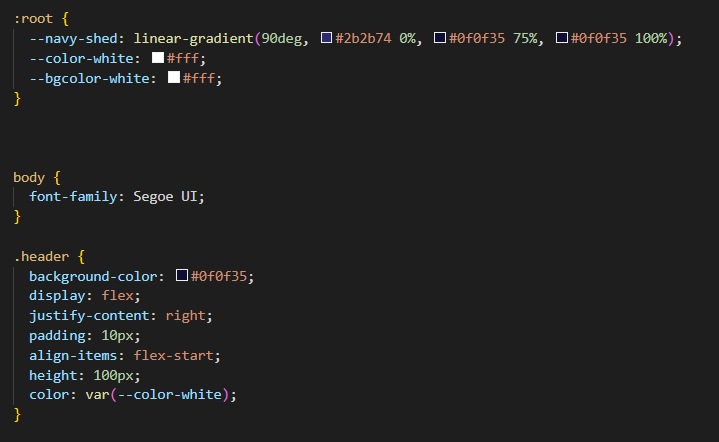 :root {
  --navy-shed: linear-gradient(90deg, #2b2b74 0%, #0f0f35 75%, #0f0f35 100%);
  --color-white: #fff;
  --bgcolor-white: #fff;
}
body {
  font-family: Segoe UI;
}
.header {
  background-color: #0f0f35;
  display: flex;
  justify-content: right;
  padding: 10px;
  align-items: flex-start;
  height: 100px;
  color: var(--color-white);
}